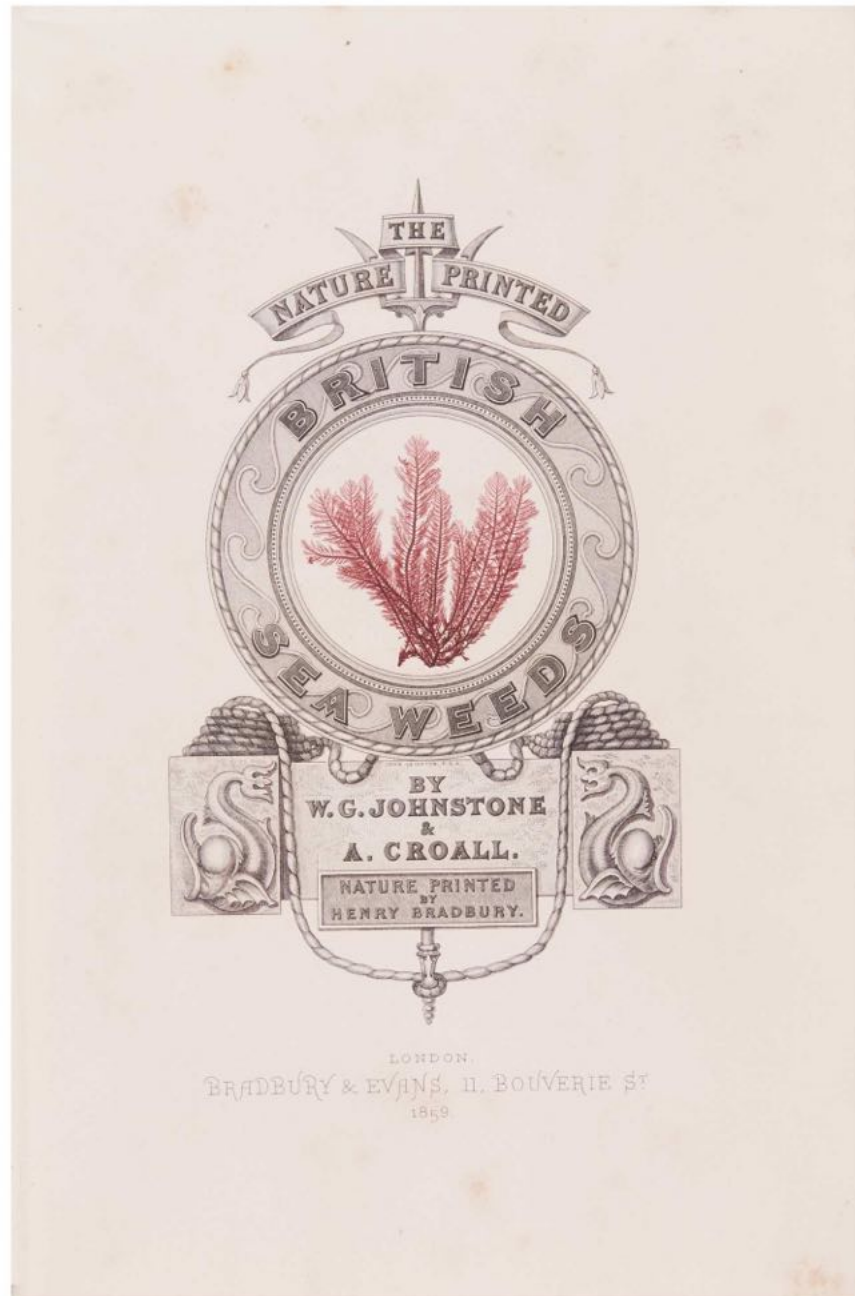 THE
NATURE PRINTED
BRITISH
SEA WEEDS
BY
W. G. JOHNSTONE
&
A. CROALL.
NATURE PRINTED
BY
HENRY BRADBURY.
LONDON.
BRADBURY & EVANS, 11, BOUVERIE ST
1859